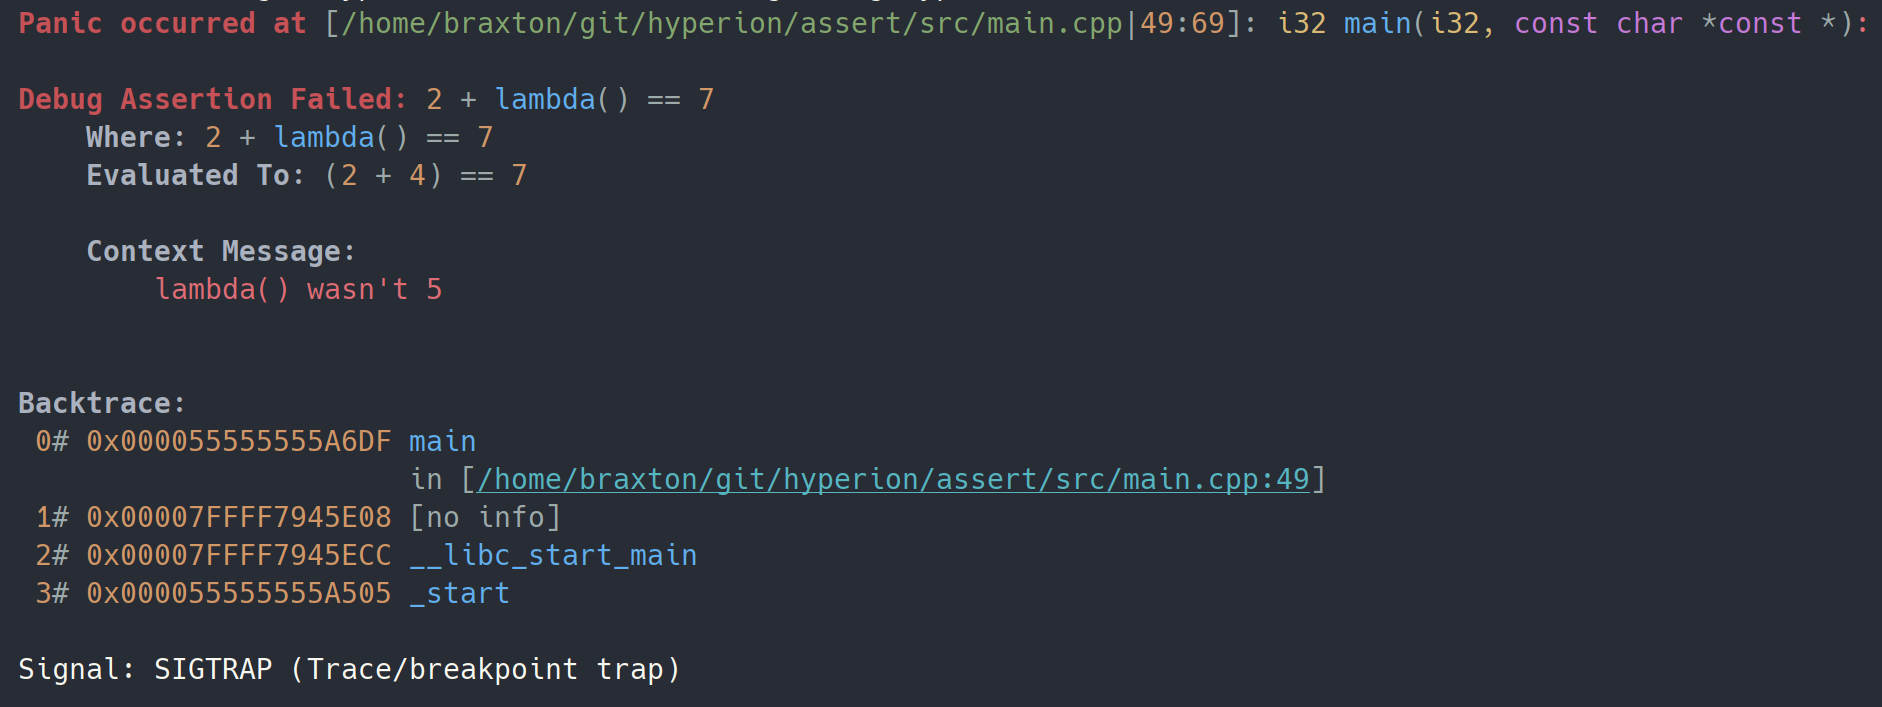 Panic occurred at [/home/braxton/git/hyperion/assert/src/main.cpp|49:69]: i32 main(i32, const char *const *):
Debug Assertion Failed: 2 + lambda() == 7
Where: 2 + lambda() == 7
Evaluated To: (2 + 4) == 7
Context Message:
lambda() wasn't 5
Backtrace:
0# 0x000055555555A6DF main
in [/home/braxton/git/hyperion/assert/src/main.cpp:49]
1# 0x00007FFFF7945E08 [no info]
2# 0x00007FFFF7945ECC __libc_start_main
3# 0x000055555555A505 _start
Signal: SIGTRAP (Trace/breakpoint trap)